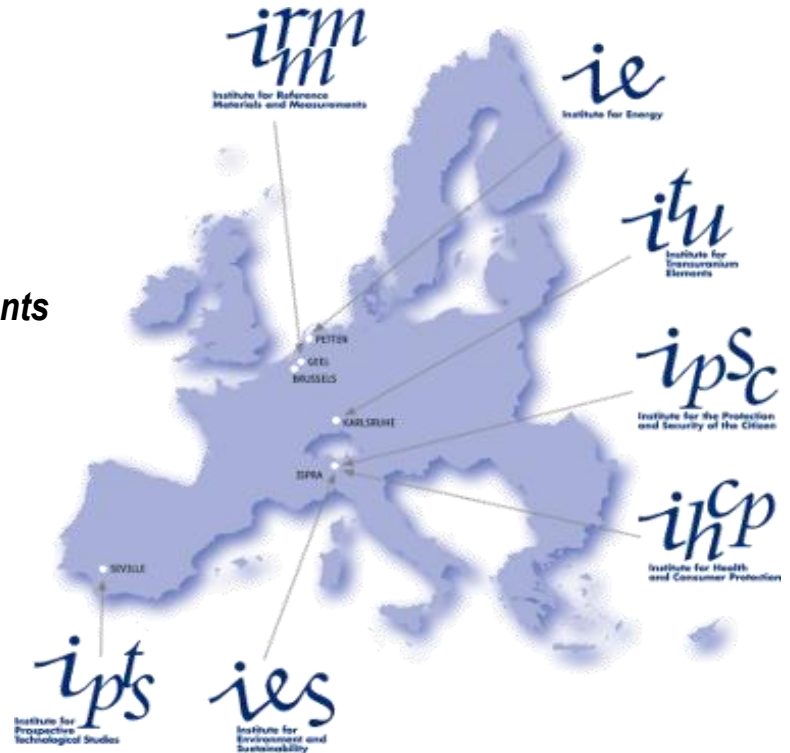 irmm
Institute for Reference
Materials and Measurements
ie
Institute for Energy
itu
Institute for
Transuranium
Elements
nts
PETTEN
GEEL
BRUSSELS
ipsc
Institute for the Protection
and Security of the Citizen
KARLSRUHE
ISPRA
ihcp
Institute for Health
and Consumer Protection
SEVILLE
ipts
Institute for
Prospective
Technological Studies
ies
Institute for
Environment and
Sustainability